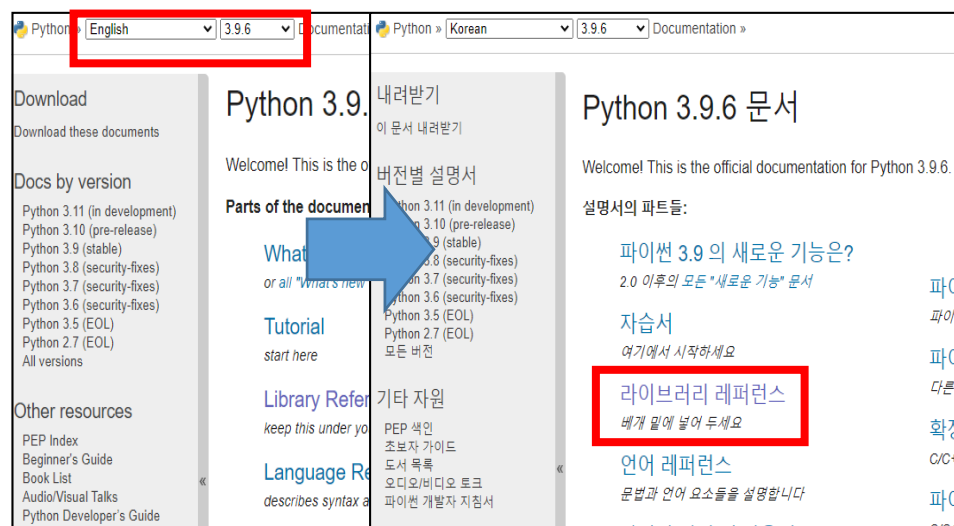 Python » English 3.9.6
Download
Download these documents
Docs by version
Python 3.11 (in development)
Python 3.10 (pre-release)
Python 3.9 (stable)
Python 3.8 (security-fixes)
Python 3.7 (security-fixes)
Python 3.6 (security-fixes)
Python 3.5 (EOL)
Python 2.7 (EOL)
All versions
Other resources
PEP Index
Beginner's Guide
Book List
Audio/Visual Talks
Python Developer's Guide
«
Python 3.9.
Welcome! This is the
Parts of the
or all "What's new"
Tutorial
start here
Library
keep this under
Language
describes syntax
Python » Korean 3.9.6 Documentation »
내려받기
이 문서 내려받기
버전별 설명서
3.11 (in development)
3.10 (pre-release)
(stable)
(security-fixes)
3.7 (security-fixes)
Python 3.6 (security-fixes)
Python 3.5 (EOL)
Python 2.7 (EOL)
모든 버전
기타 자원
PEP 색인
초보자 가이드
도서 목록
오디오/비디오 토크
파이썬 개발자 지침서
«
Python 3.9.6 문서
Welcome! This is the official documentation for Python 3.9.6.
설명서의 파트들:
파이썬 3.9 의 새로운 기능은?
2.0 이후의 모든 "새로운 기능" 문서
자습서
여기에서 시작하세요
라이브러리 레퍼런스
베개 밑에 넣어 두세요
언어 레퍼런스
문법과 언어 요소들을 설명합니다